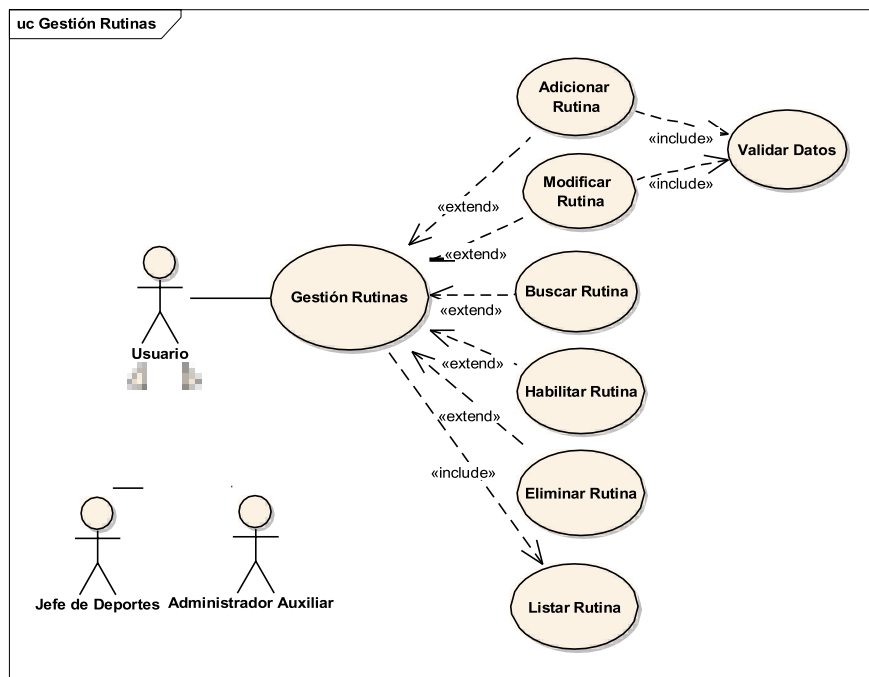 uc Gestión Rutinas
Adicionar
Rutina
«include»
Validar Datos
Modificar
Rutina
«include»
«extend»
«extend»
Gestión Rutinas
Buscar Rutina
«extend»
Usuario
«extend»
Habilitar Rutina
«extend»
«include»
Eliminar Rutina
Jefe de Deportes
Administrador Auxiliar
Listar Rutina